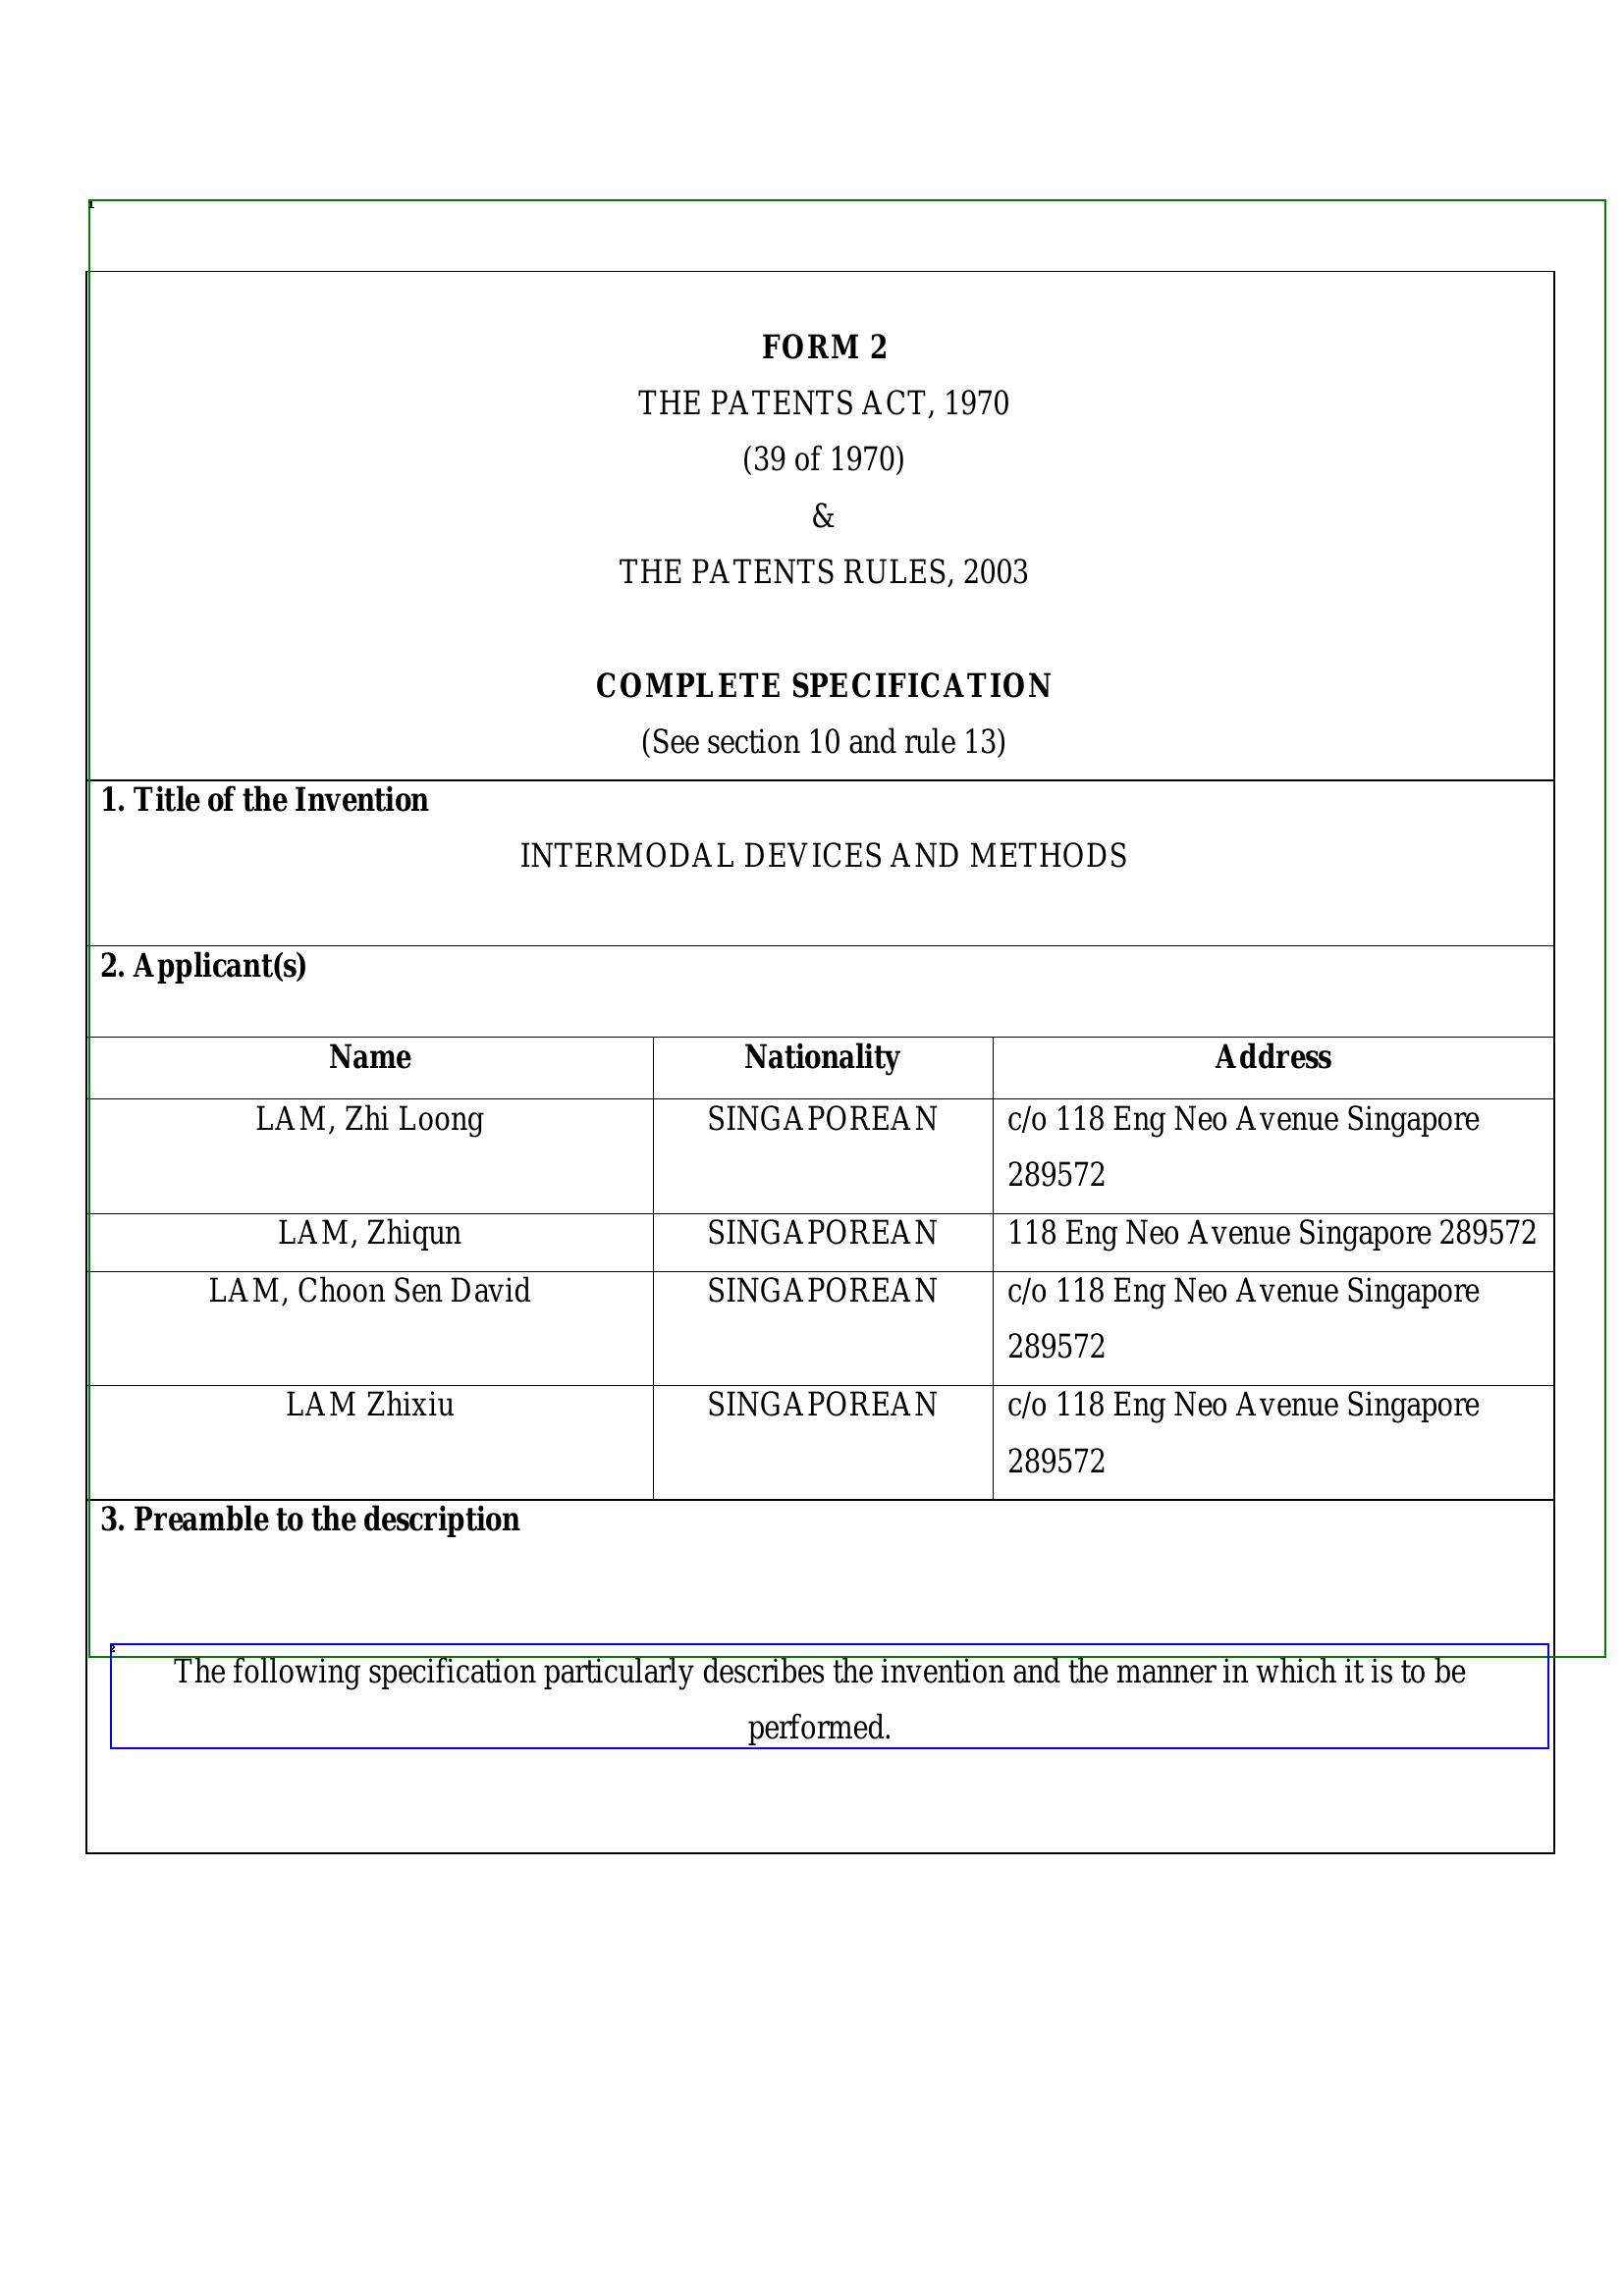 1
FORM 2
THE PATENTS ACT, 1970
(39 of 1970)
&
THE PATENTS RULES, 2003
COMPLETE SPECIFICATION
(See section 10 and rule 13)
1. Title of the Invention
INTERMODAL DEVICES AND METHODS
2. Applicant(s)
Name Nationality Address
LAM, Zhi Loong SINGAPOREAN c/o 118 Eng Neo Avenue Singapore
289572
LAM, Zhiqun SINGAPOREAN 118 Eng Neo Avenue Singapore 289572
LAM, Choon Sen David SINGAPOREAN c/o 118 Eng Neo Avenue Singapore
289572
LAM Zhixiu SINGAPOREAN c/o 118 Eng Neo Avenue Singapore
289572
3. Preamble to the description
2
The following specification particularly describes the invention and the manner in which it is to be
performed.